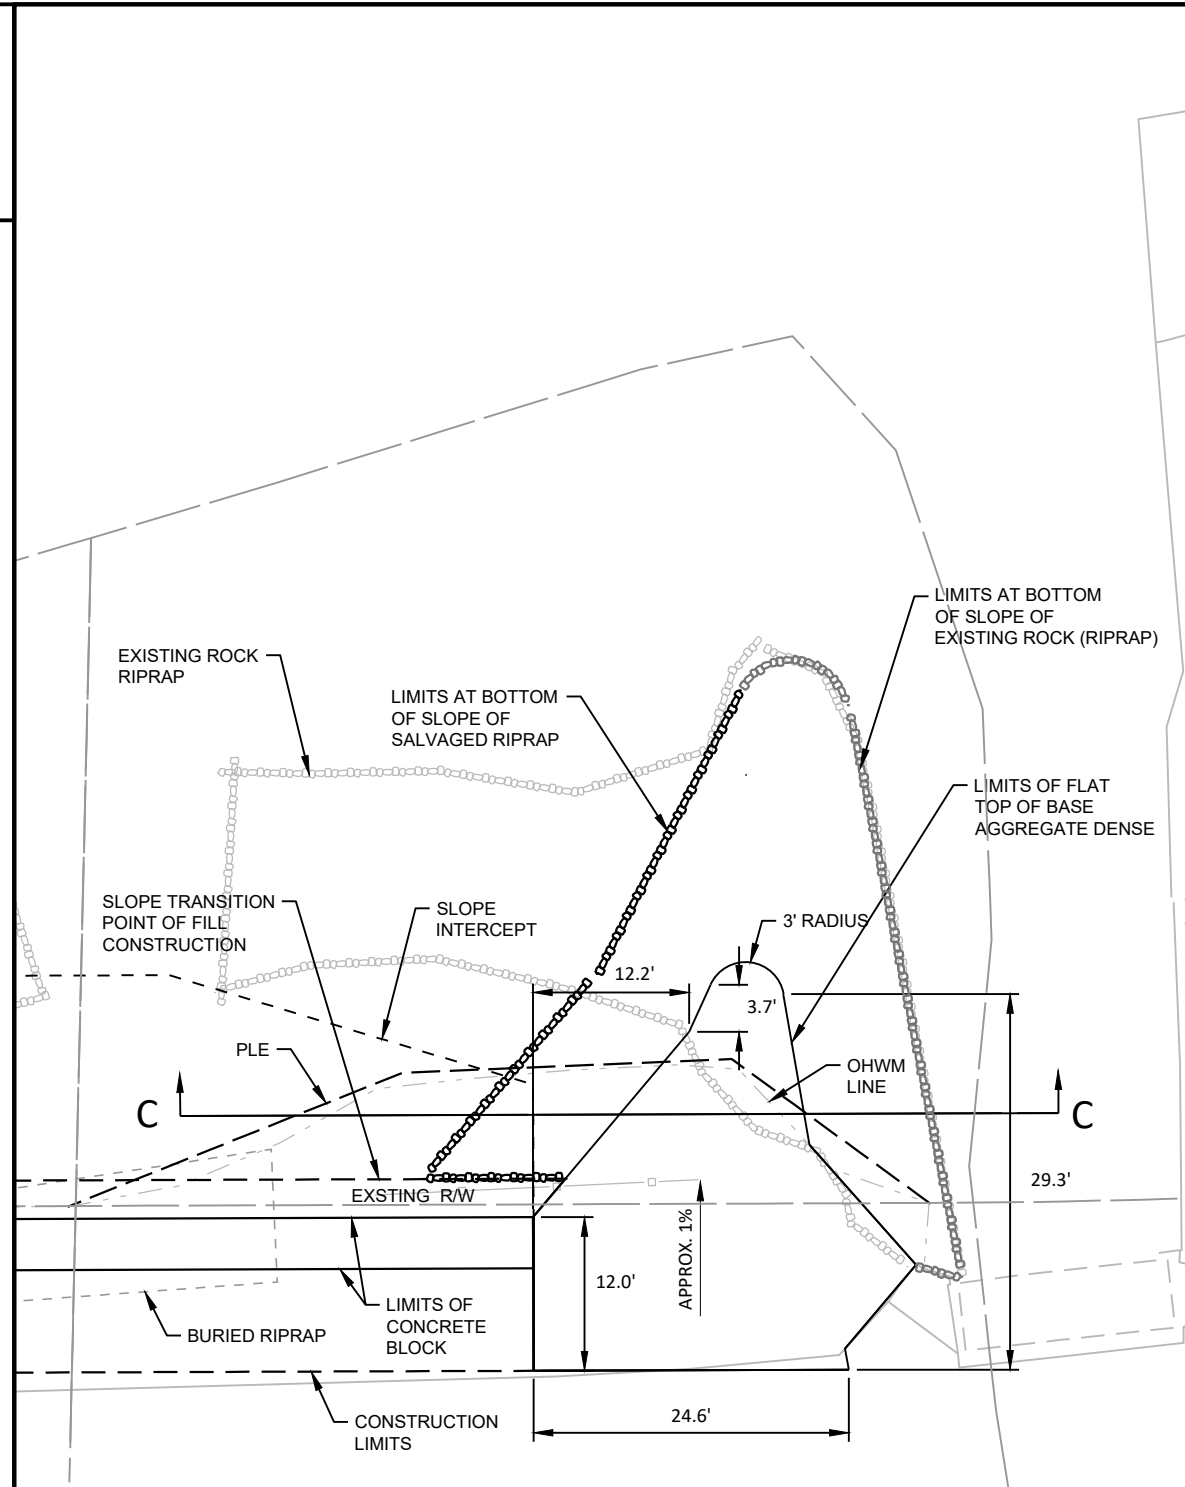 LIMITS AT BOTTOM
OF SLOPE OF
EXISTING ROCK (RIPRAP)
EXISTING ROCK
RIPRAP
LIMITS AT BOTTOM
OF SLOPE OF
SALVAGED RIPRAP
LIMITS OF FLAT
TOP OF BASE
AGGREGATE DENSE
SLOPE TRANSITION
POINT OF FILL
CONSTRUCTION
SLOPE
INTERCEPT
3' RADIUS
12.2'
3.7'
PLE
OHWM
LINE
C
C
EXSTING R/W
29.3'
APPROX. 1%
12.0'
LIMITS OF
CONCRETE
BLOCK
BURIED RIPRAP
24.6'
CONSTRUCTION
LIMITS